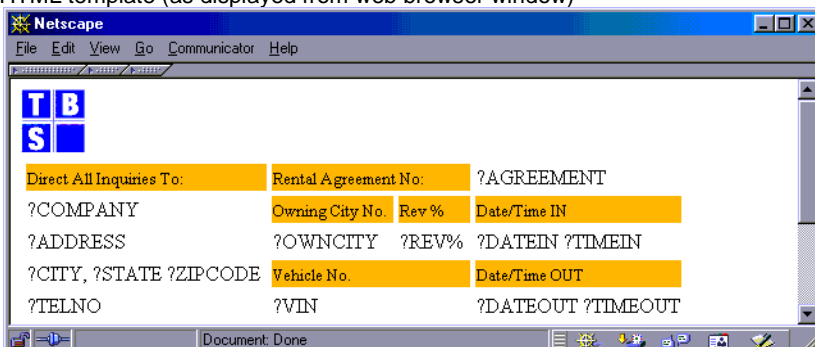 HTML template (as displayed from web browser window)
Netscape
File Edit View Go Communicator Help
T B
S
Direct All Inquiries To: Rental Agreement No: ?AGREEMENT
?COMPANY Owning City No. Rev % Date/Time IN
?ADDRESS ?OWNCITY ?REV% ?DATEIN ?TIMEIN
?CITY, ?STATE ?ZIPCODE Vehicle No. Date/Time OUT
?TELNO ?VIN ?DATEOUT ?TIMEOUT
Document: Done